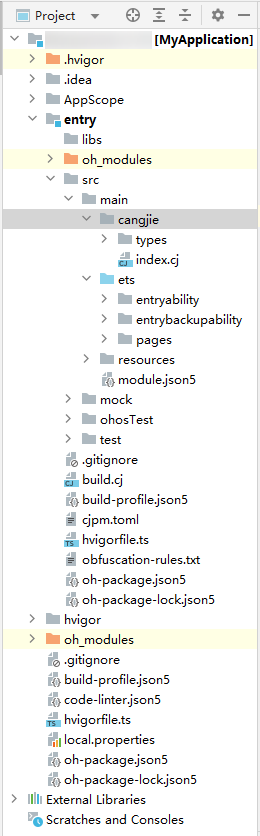 Project
[MyApplication]
.hvigor
.idea
AppScope
entry
libs
oh_modules
src
main
cangjie
types
index.cj
ets
entryability
entrybackupability
pages
resources
module.json5
mock
ohosTest
test
.gitignore
build.cj
build-profile.json5
cjpm.toml
hvigorfile.ts
obfuscation-rules.txt
oh-package.json5
oh-package-lock.json5
hvigor
oh_modules
.gitignore
build-profile.json5
code-linter.json5
hvigorfile.ts
local.properties
oh-package.json5
oh-package-lock.json5
External Libraries
Scratches and Consoles